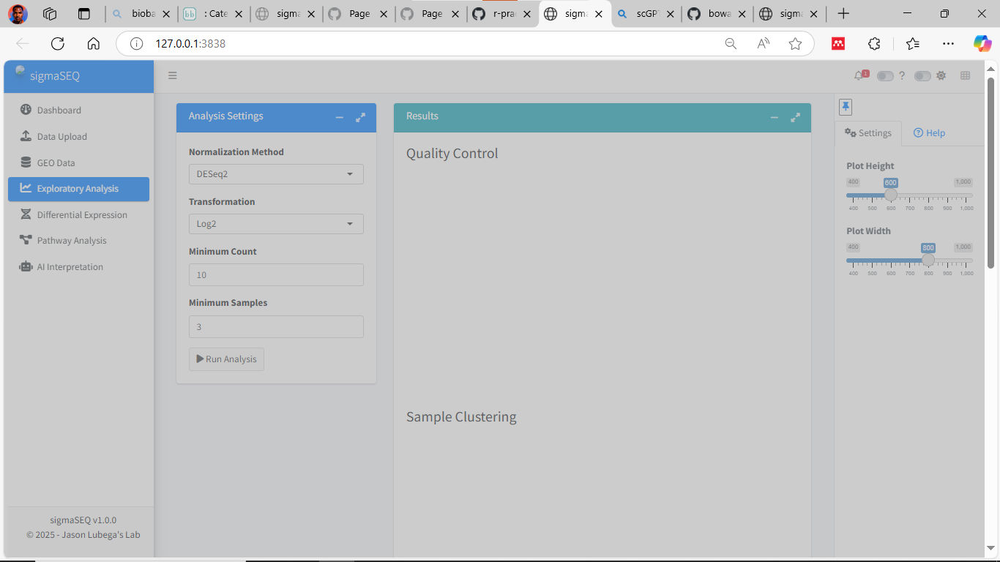 bioba
: Cate
sigma
Page
Page
r-prac
sigma
scGPT
bowa
sigma
127.0.0.1:3838
sigmaSEQ
1
?
Dashboard
Data Upload
GEO Data
Exploratory Analysis
Differential Expression
Pathway Analysis
AI Interpretation
sigmaSEQ v1.0.0
© 2025 - Jason Lubega's Lab
Analysis Settings
Normalization Method
DESeq2
Transformation
Log2
Minimum Count
10
Minimum Samples
3
Run Analysis
Results
Quality Control
Sample Clustering
Settings
Help
Plot Height
400 600 1,000
400 500 600 700 800 900 1,000
Plot Width
400 800 1,000
400 500 600 700 800 900 1,000